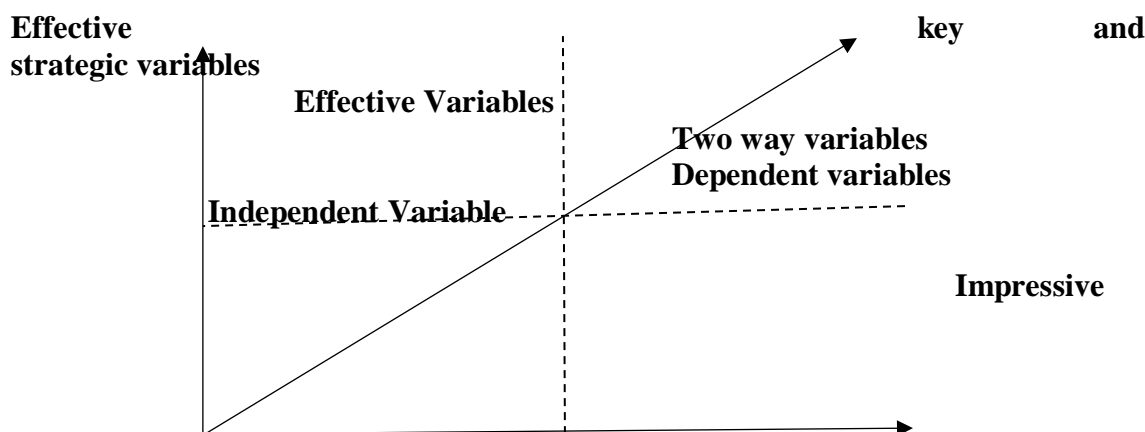 Effective key and
strategic variables
Effective Variables
Two way variables
Dependent variables
Independent Variable
Impressive